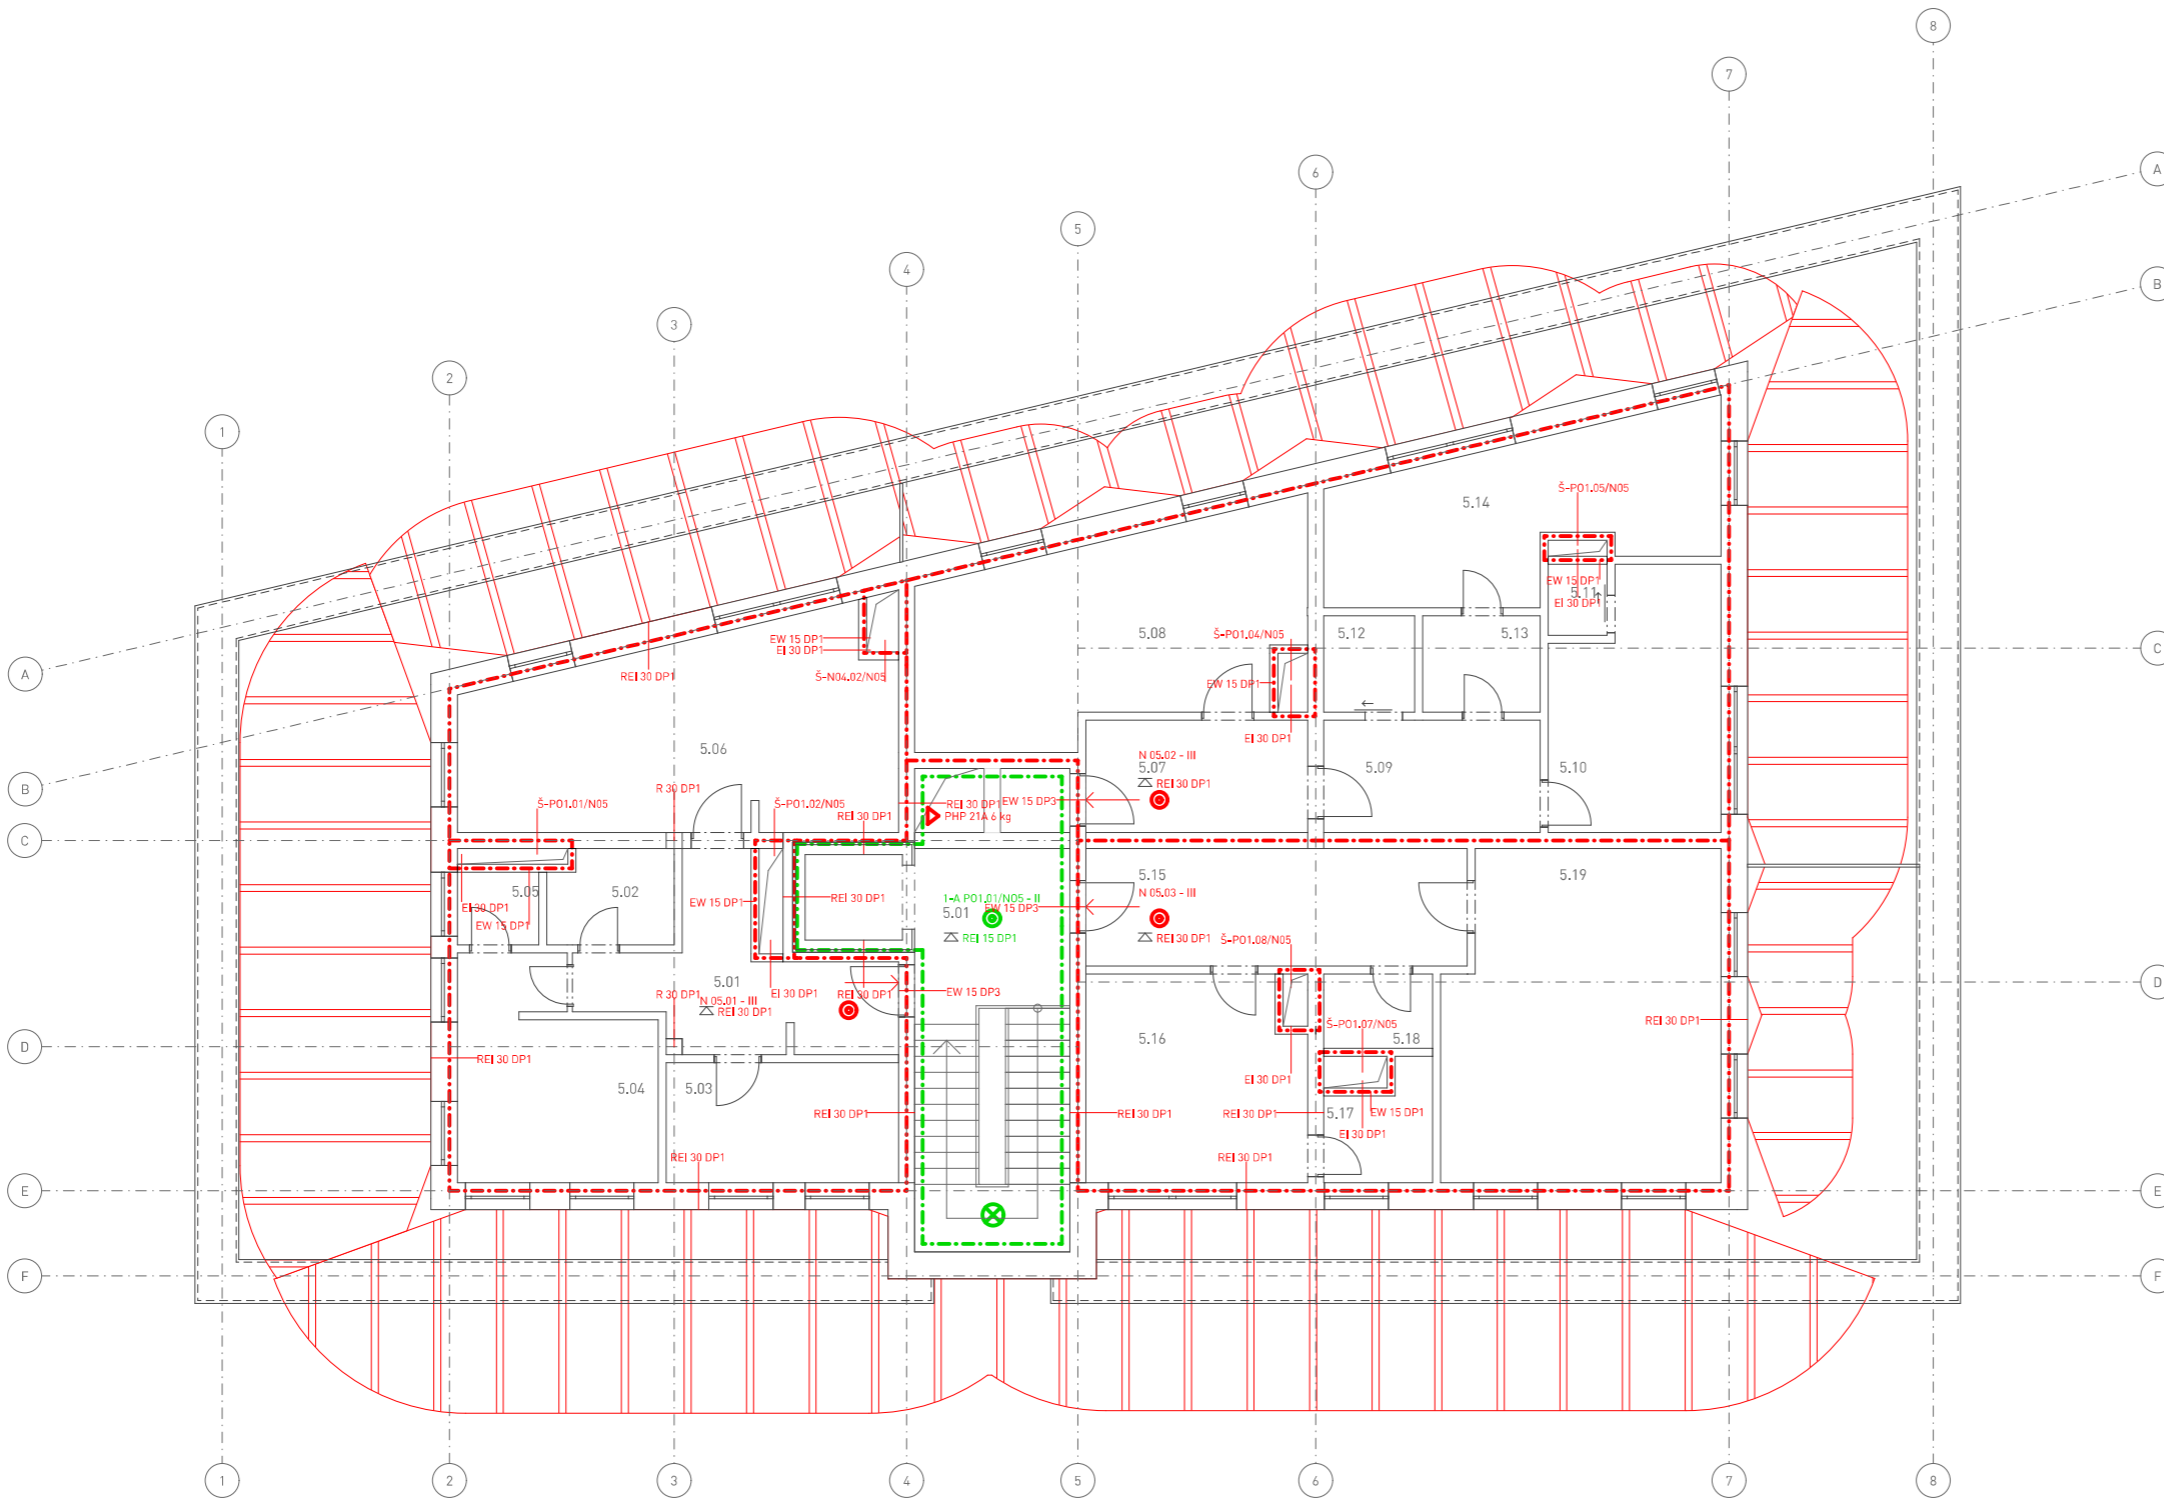 8
7
A
6
5
4
B
3
2
1
Š-P01.05/N05
5.14
EW 15 DP1
5.11
EI 30 DP1
5.08
Š-P01.04/N05
5.12
5.13
EW 15 DP1
EI 30 DP1
C
A
REI 30 DP1
Š-N04.02/N05
EW 15 DP1
EI 30 DP1
5.06
N 05.02 - III
5.07
REI 30 DP1
5.09
5.10
B
R 30 DP1
Š-P01.01/N05
Š-P01.02/N05
REI 30 DP1
EW 15 DP3
REI 30 DP1
PHP 21A 6 kg
C
5.05
5.02
EI 30 DP1
EW 15 DP1
EW 15 DP1
REI 30 DP1
1-A P01.01/N05 - II
5.01
EW 15 DP3
REI 15 DP1
5.15
N 05.03 - III
REI 30 DP1
5.19
Š-P01.08/N05
5.01
R 30 DP1
N 05.01 - III
REI 30 DP1
EI 30 DP1
REI 30 DP1
EW 15 DP3
D
REI 30 DP1
Š-P01.07/N05
5.16
5.18
D
REI 30 DP1
5.04
5.03
EI 30 DP1
REI 30 DP1
REI 30 DP1
REI 30 DP1
5.17
EW 15 DP1
EI 30 DP1
REI 30 DP1
REI 30 DP1
E
E
F
F
1
2
3
4
5
6
7
8